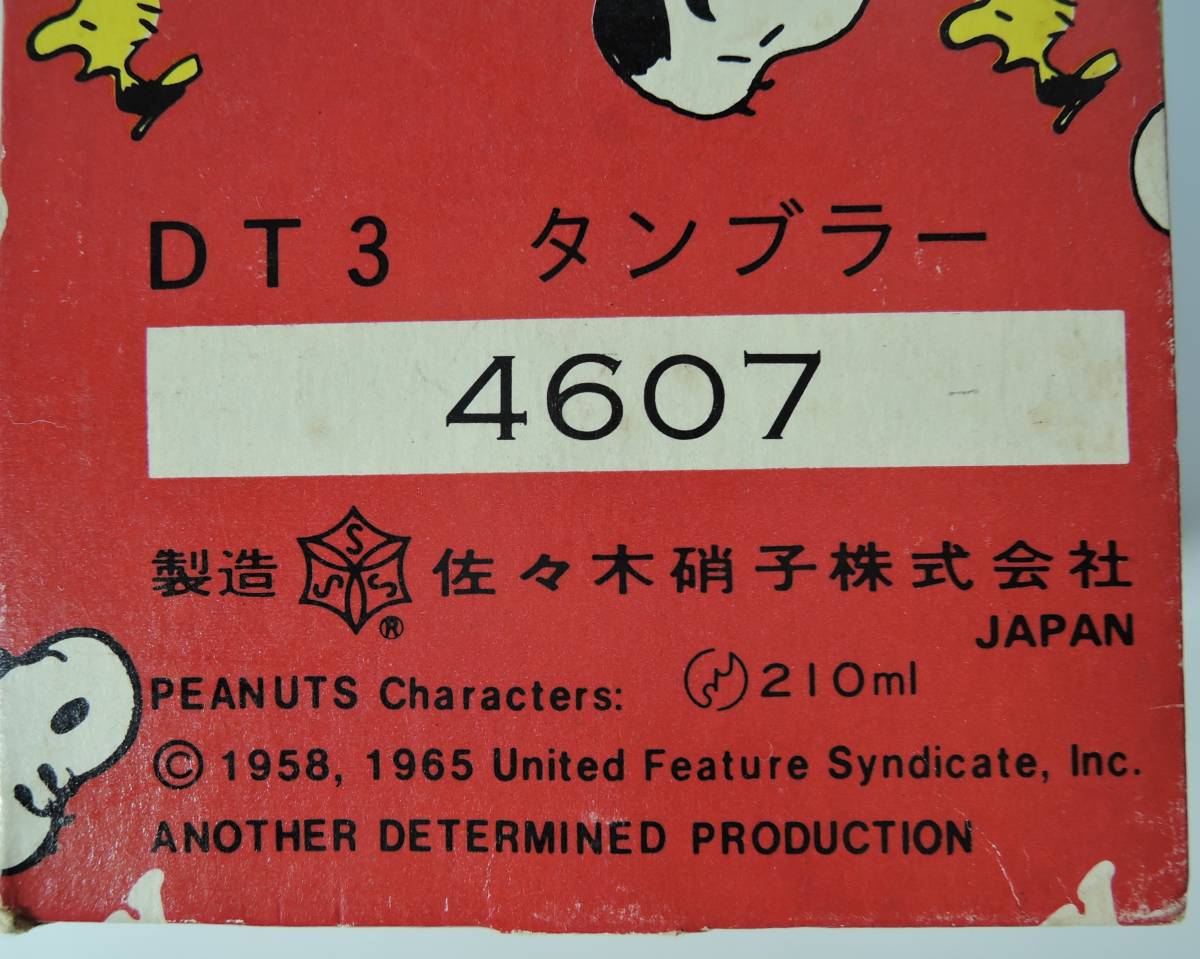 DT3 タンブラー
4607
製造 SSS ® 佐々木硝子株式会社
JAPAN
PEANUTS Characters: 210ml
© 1958, 1965 United Feature Syndicate, Inc.
ANOTHER DETERMINED PRODUCTION